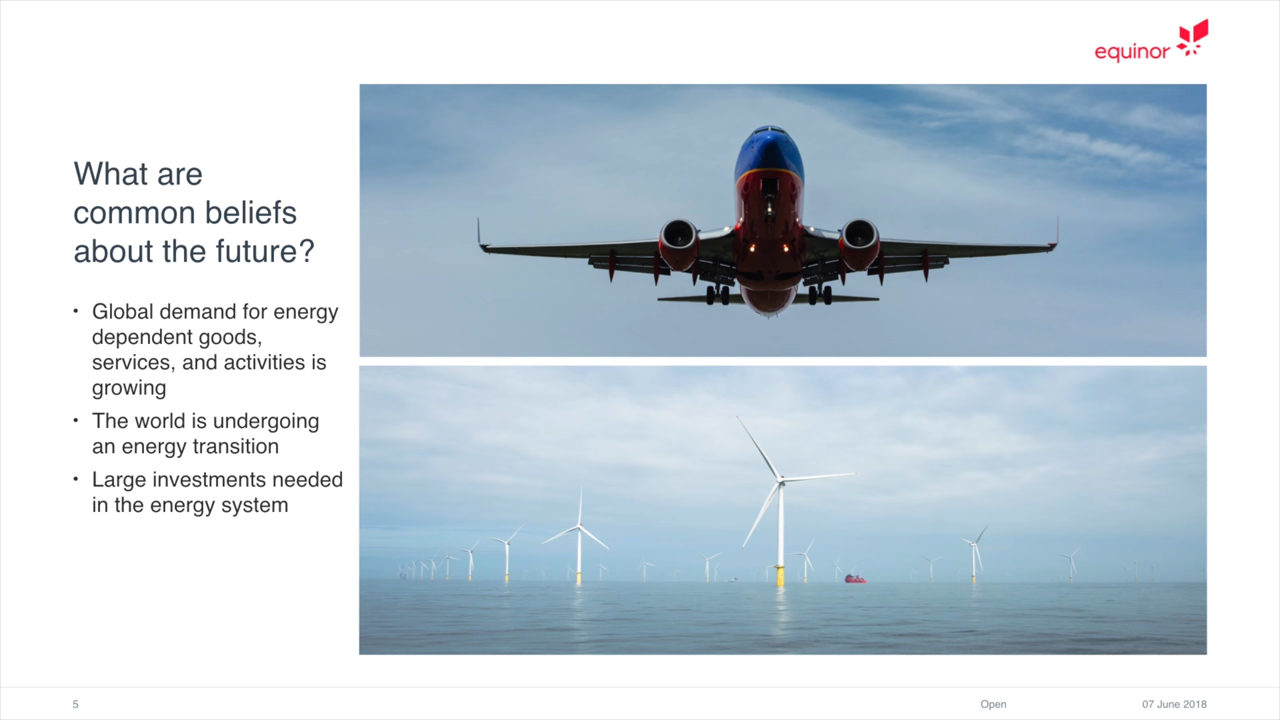 equinor
What are
common beliefs
about the future?
• Global demand for energy
dependent goods,
services, and activities is
growing
• The world is undergoing
an energy transition
• Large investments needed
in the energy system
5
Open
07 June 2018